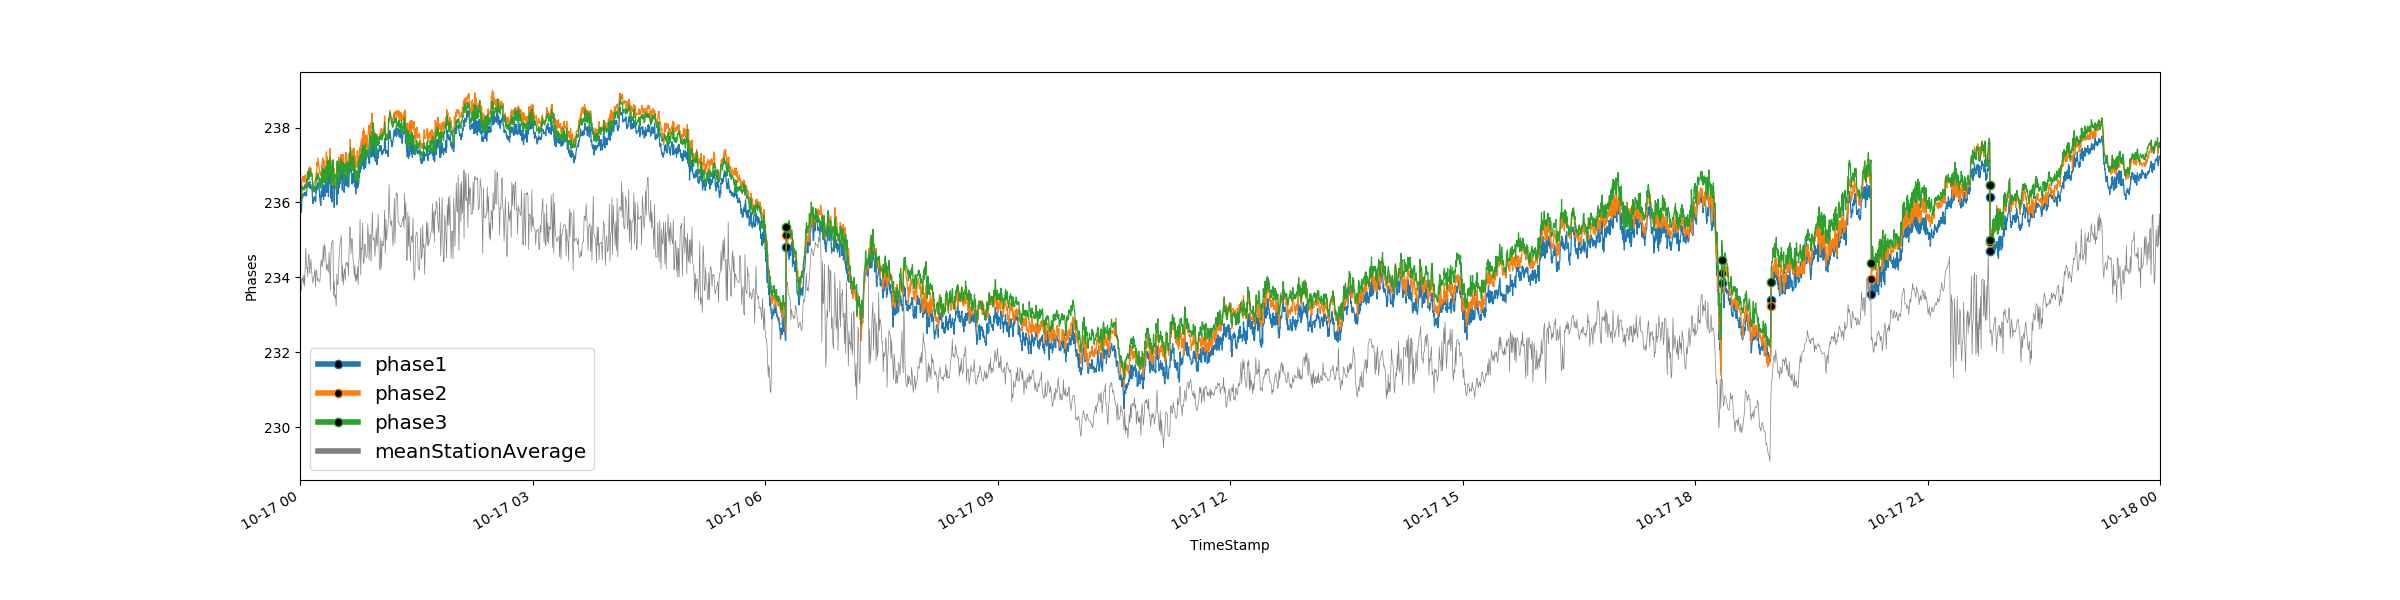 238
236
234
232
230
Phases
phase1
phase2
phase3
meanStationAverage
10-17 00
10-17 03
10-17 06
10-17 09
10-17 12
10-17 15
10-17 18
10-17 21
10-18 00
TimeStamp